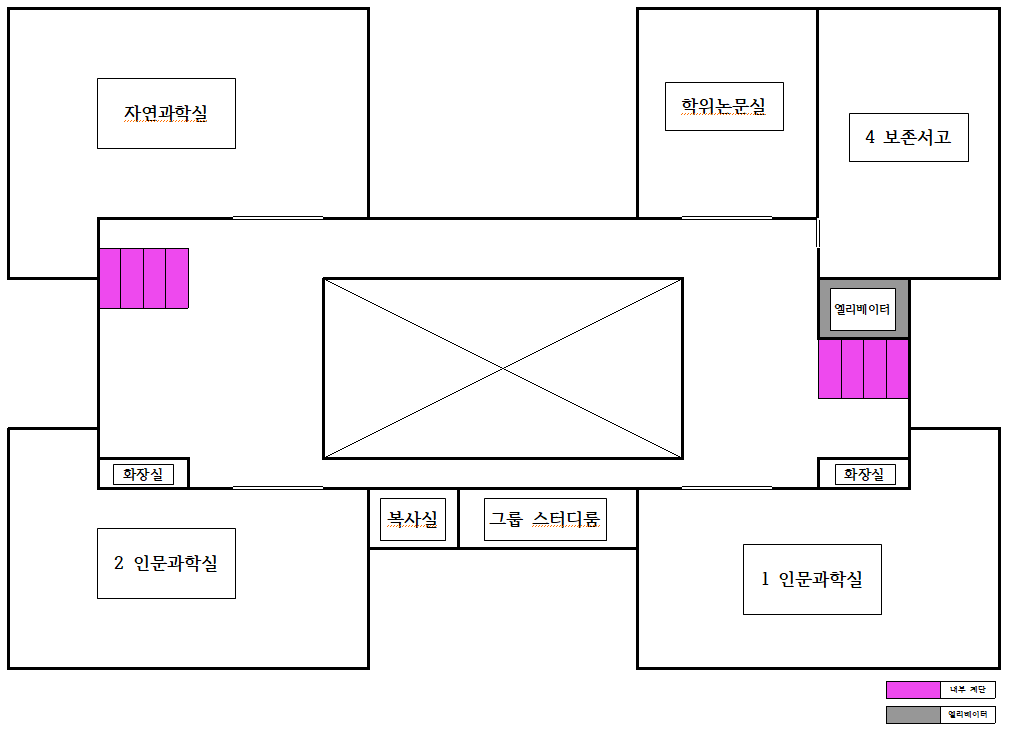 자연과학실
학위논문실
4 보존서고
엘리베이터
화장실
화장실
복사실
그룹 스터디룸
2 인문과학실
1 인문과학실
내부 계단
엘리베이터